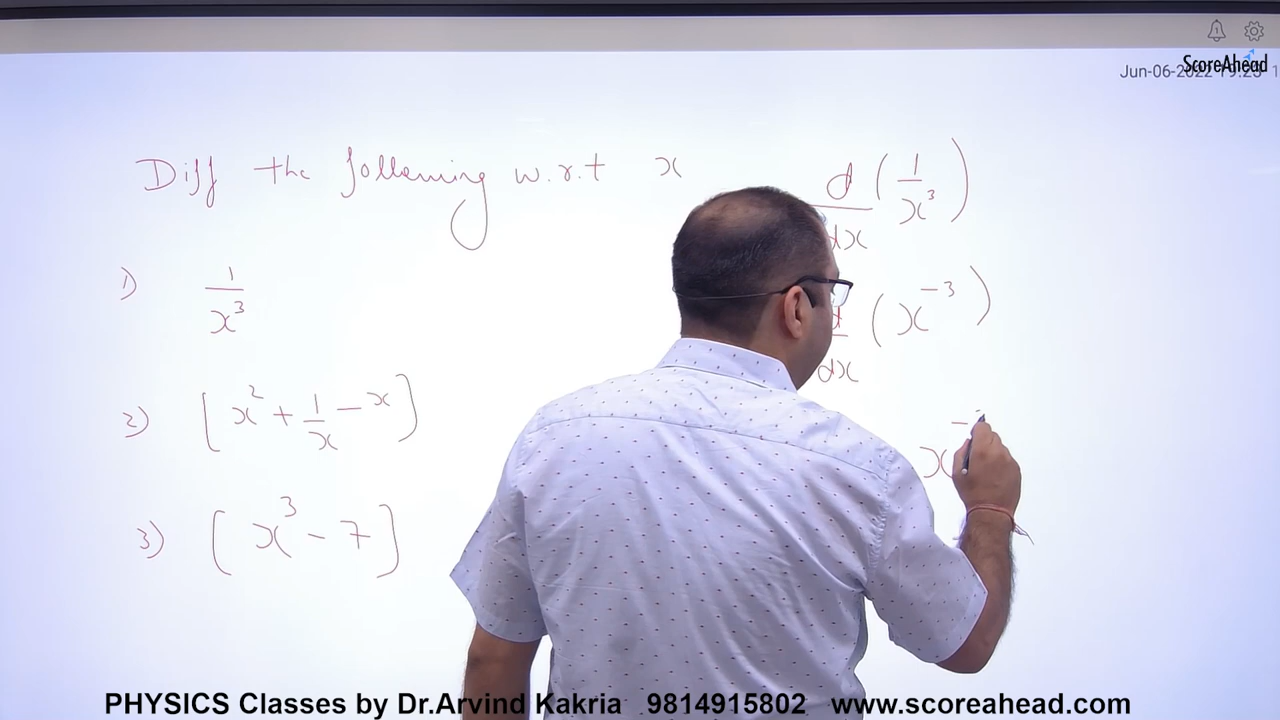 ScoreAhead
Jun-06-2022
Diff the following w.r.t x
1) 1/x³
2) [x² + 1/x - x]
3) [x³ - 7]
d/dx (1/x³)
d/dx (x⁻³)
x⁻
PHYSICS Classes by Dr.Arvind Kakria 9814915802 www.scoreahead.com